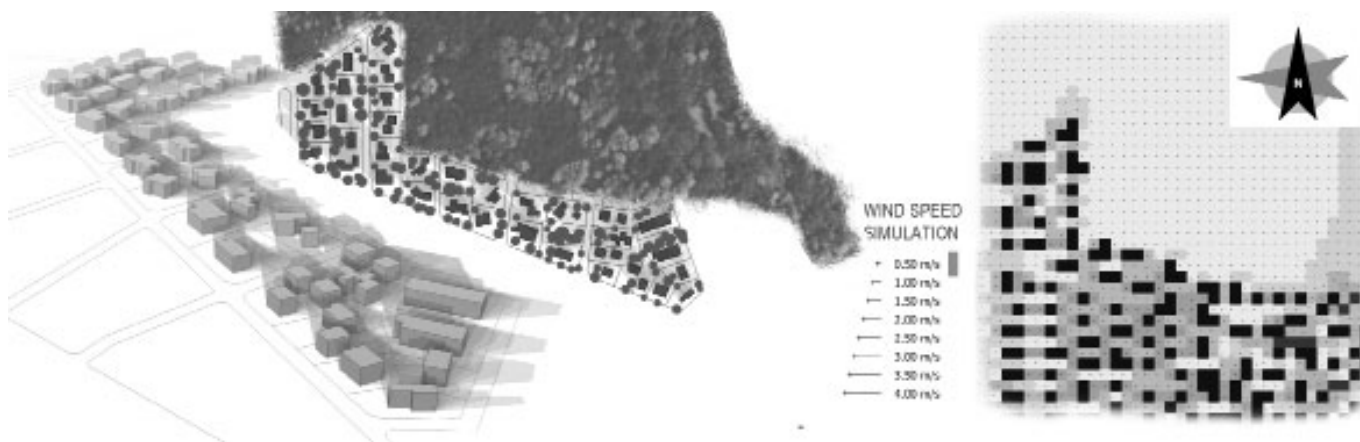 WIND SPEED
SIMULATION
0.50 m/s
1.00 m/s
1.50 m/s
2.00 m/s
2.50 m/s
3.00 m/s
3.50 m/s
4.00 m/s
N